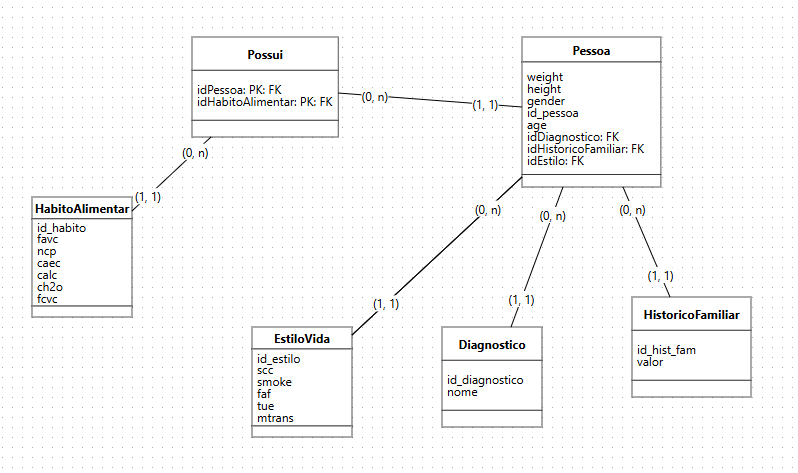 Possui
idPessoa: PK: FK
idHabitoAlimentar: PK: FK
Pessoa
weight
height
gender
id_pessoa
age
idDiagnostico: FK
idHistoricoFamiliar: FK
idEstilo: FK
(0, n)
(1, 1)
(0, n)
(1, 1)
HabitoAlimentar
id_habito
favc
ncp
caec
calc
ch2o
fcvc
(0, n)
(0, n)
(0, n)
(1, 1)
(1, 1)
(1, 1)
EstiloVida
id_estilo
scc
smoke
faf
tue
mtrans
Diagnostico
id_diagnostico
nome
HistoricoFamiliar
id_hist_fam
valor